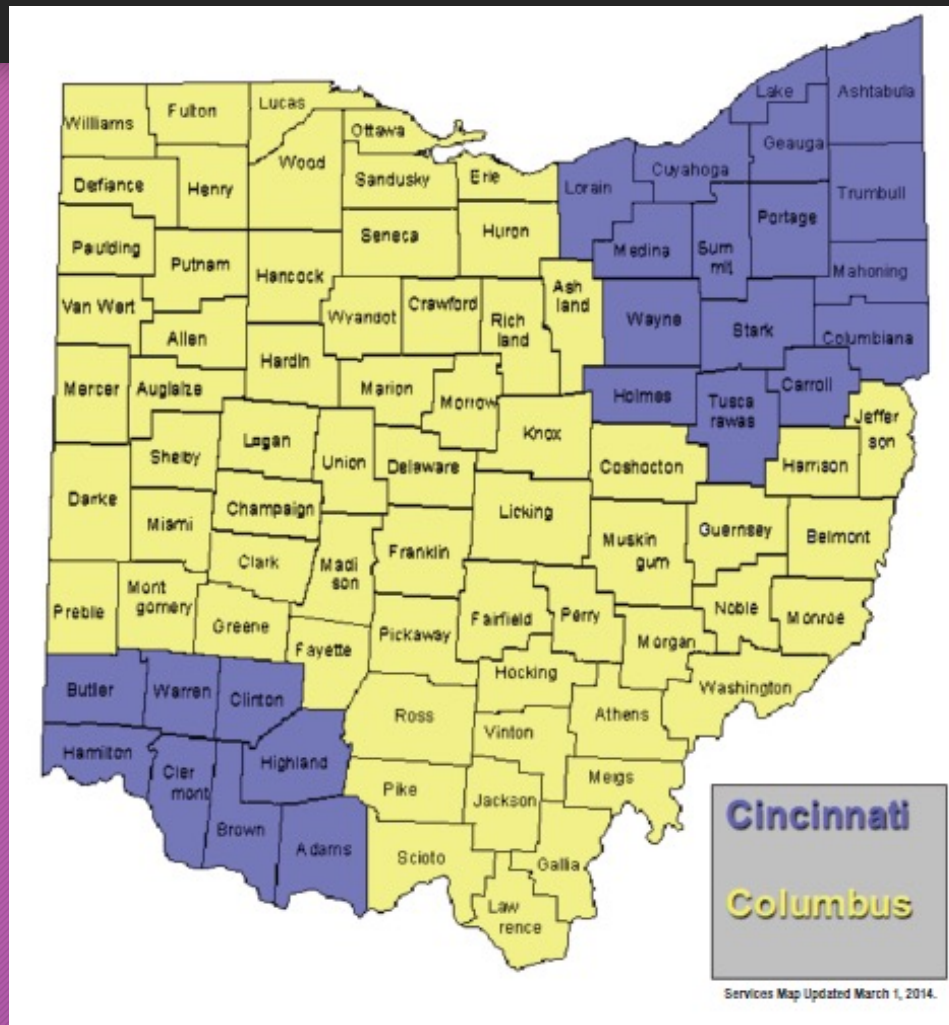 Lake
Ashtabula
Williams
Fulton
Lucas
Ottawa
Geauga
Wood
Cuyahoga
Defiance
Henry
Sandusky
Erie
Lorain
Trumbull
Paulding
Putnam
Hancock
Seneca
Huron
Medina
Sum
mit
Portage
Mahoning
Van Wert
Allen
Wyandot
Crawford
Rich
land
Ash
land
Wayne
Stark
Columbiana
Mercer
Auglaize
Hardin
Marion
Morrow
Holmes
Tusca
rawas
Carroll
Jeffer
son
Shelby
Logan
Union
Delaware
Knox
Coshocton
Harrison
Darke
Miami
Champaign
Licking
Muskin
gum
Guernsey
Belmont
Clark
Madi
son
Franklin
Preble
Mont
gomery
Greene
Fayette
Pickaway
Fairfield
Perry
Morgan
Noble
Monroe
Butler
Warren
Clinton
Hocking
Washington
Ross
Vinton
Athens
Hamilton
Cler
mont
Highland
Pike
Jackson
Meigs
Brown
Adams
Scioto
Gallia
Law
rence
Cincinnati
Columbus
Services Map Updated March 1, 2014.